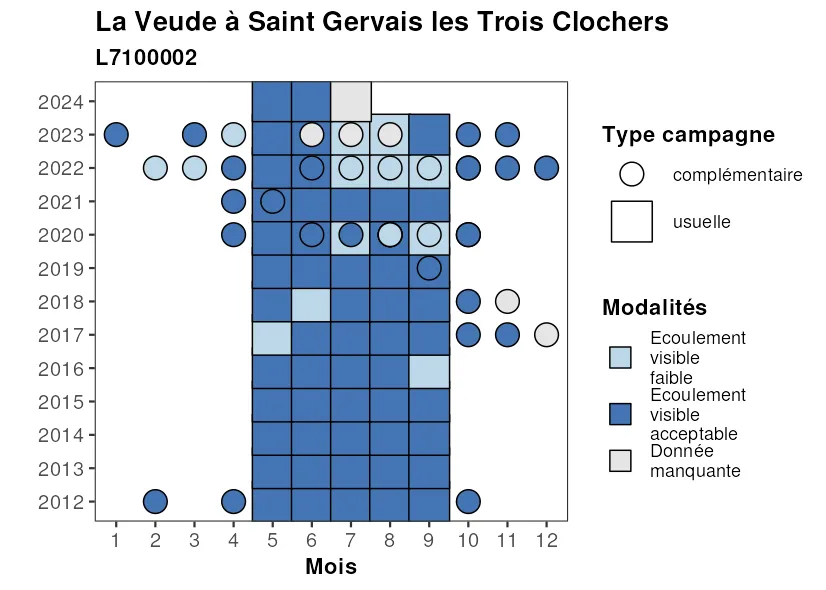 La Veude à Saint Gervais les Trois Clochers
L7100002
2024
2023
2022
2021
2020
2019
2018
2017
2016
2015
2014
2013
2012
1 2 3 4 5 6 7 8 9 10 11 12
Mois
Type campagne
complémentaire
usuelle
Modalités
Ecoulement
visible
faible
Ecoulement
visible
acceptable
Donnée
manquante